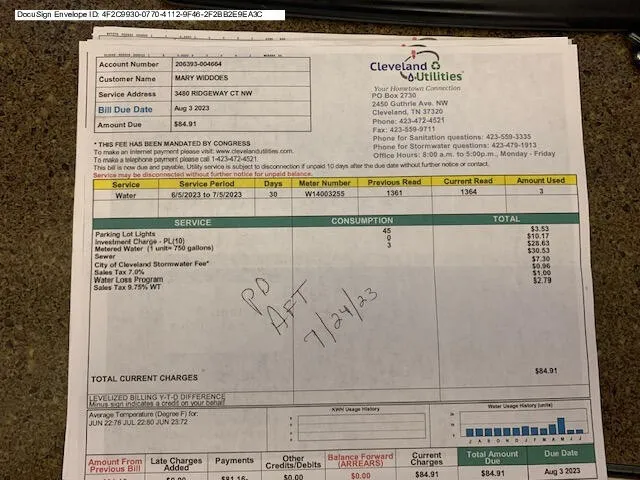 DocuSign Envelope ID: 4F2C9930-0770-4112-9F46-2F2BB2E9EA3C
Account Number 206393-004664
Customer Name MARY WIDDOES
Service Address 3480 RIDGEWAY CT NW
Bill Due Date Aug 3 2023
Amount Due $84.91
Cleveland Utilities
Your Hometown Connection
PO Box 2730
2450 Guthrie Ave. NW
Cleveland, TN 37320
Phone: 423-472-4521
Fax: 423-559-9711
Phone for Sanitation questions: 423-559-3335
Phone for Stormwater questions: 423-479-1913
Office Hours: 8:00 a.m. to 5:00p.m., Monday - Friday
* THIS FEE HAS BEEN MANDATED BY CONGRESS
To make an internet payment please visit: www.clevelandutilities.com.
To make a telephone payment please call 1-423-472-4521.
This bill is now due and payable, Utility service is subject to disconnection if unpaid 10 days after the due date without further notice or contact.
Service may be disconnected without further notice for unpaid balance.
Service Service Period Days Meter Number Previous Read Current Read Amount Used
Water 6/5/2023 to 7/5/2023 30 W14003255 1361 1364 3
SERVICE CONSUMPTION TOTAL
Parking Lot Lights 45 $3.53
Investment Charge - PL(10) 0 $10.17
Metered Water (1 unit= 750 gallons) 3 $28.63
Sewer $30.53
City of Cleveland Stormwater Fee* $7.30
Sales Tax 7.0% $0.96
Water Loss Program $1.00
Sales Tax 9.75% WT $2.79
PD
AFT
7/24/23
TOTAL CURRENT CHARGES $84.91
LEVELIZED BILLING Y-T-D DIFFERENCE
Minus sign indicates a credit on your behalf
Average Temperature (Degree F) for:
JUN 22:76 JUL 22:80 JUN 23:72
KWH Usage History
Water Usage History (units)
J A S O N D J F M A M J J
Amount From Previous Bill Late Charges Added Payments Other Credits/Debits Balance Forward (ARREARS) Current Charges Total Amount Due Due Date
$0.00 $81.16- $0.00 $0.00 $84.91 $84.91 Aug 3 2023